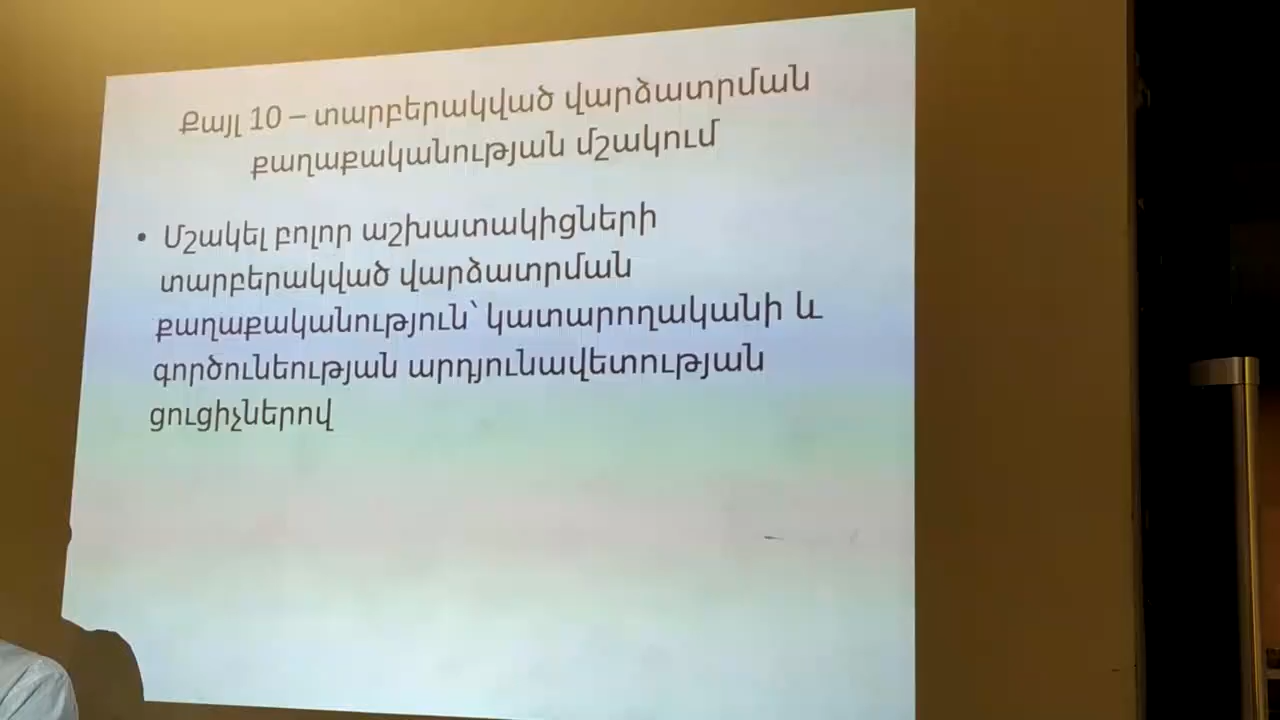 Քայլ 10 – տարբերակված վարձատրման
քաղաքականության մշակում
• Մշակել բոլոր աշխատակիցների
տարբերակված վարձատրման
քաղաքականություն՝ կատարողականի և
գործունեության արդյունավետության
ցուցիչներով